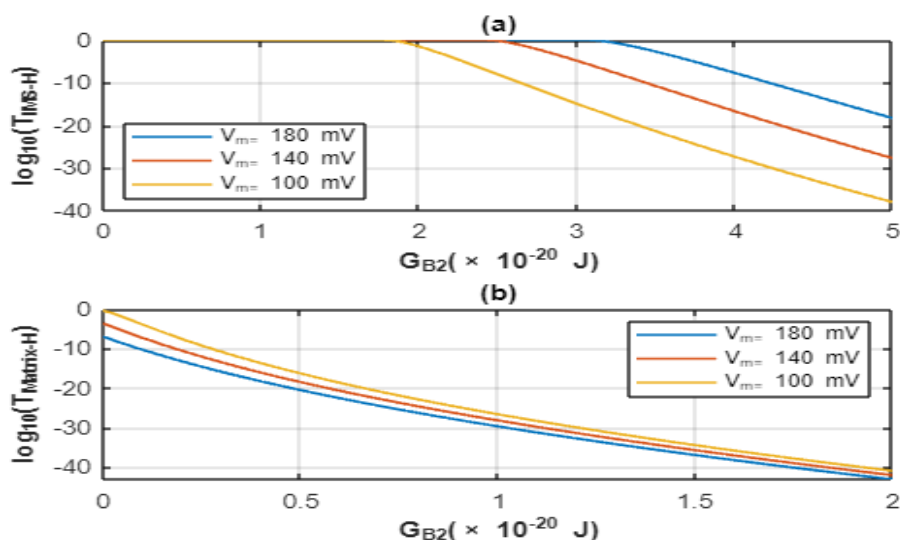 (a)
log10(TIMS-H)
0
-10
-20
-30
-40
Vm= 180 mV
Vm= 140 mV
Vm= 100 mV
0 1 2 3 4 5
GB2( × 10-20 J)
(b)
log10(TMatrix-H)
0
-10
-20
-30
-40
Vm= 180 mV
Vm= 140 mV
Vm= 100 mV
0 0.5 1 1.5 2
GB2( × 10-20 J)